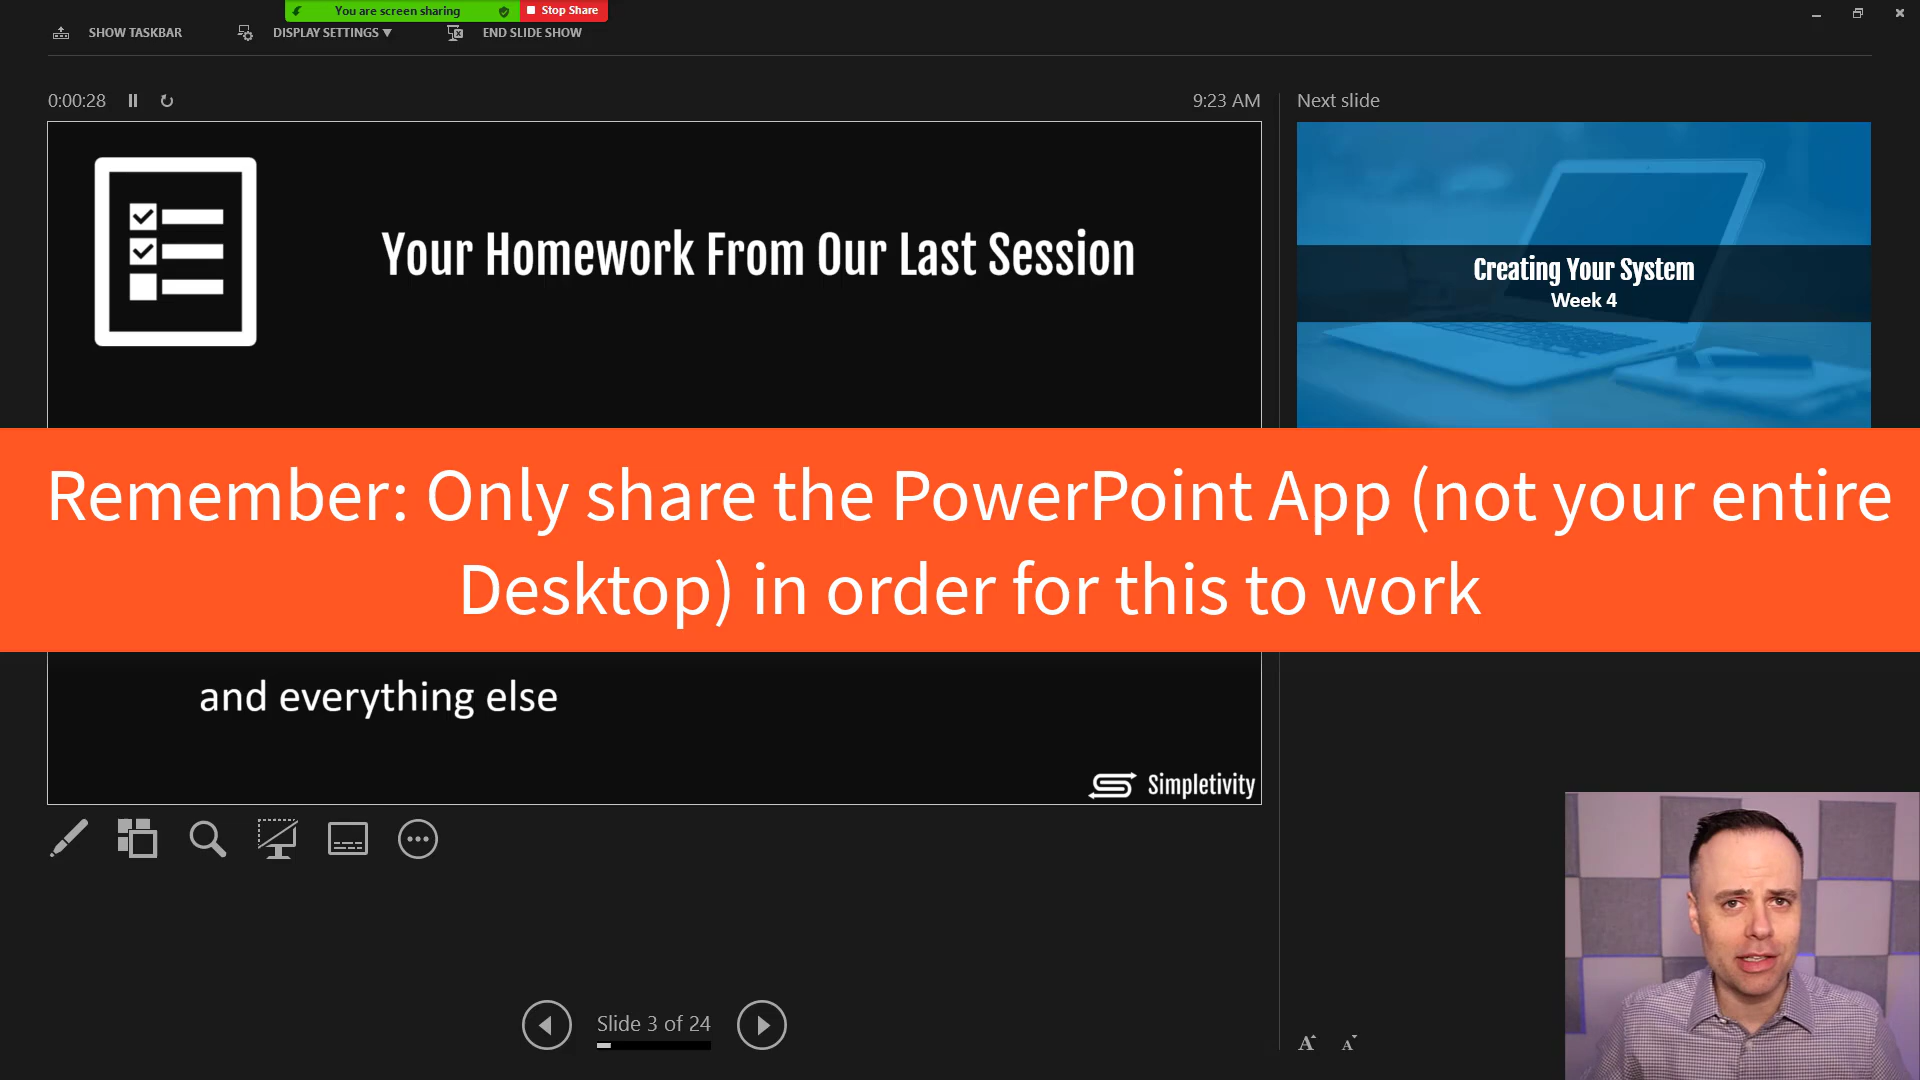 You are screen sharing
Stop Share
SHOW TASKBAR
DISPLAY SETTINGS
END SLIDE SHOW
0:00:28
9:23 AM
Next slide
Your Homework From Our Last Session
Creating Your System
Week 4
Remember: Only share the PowerPoint App (not your entire
Desktop) in order for this to work
and everything else
Simpletivity
Slide 3 of 24
A A